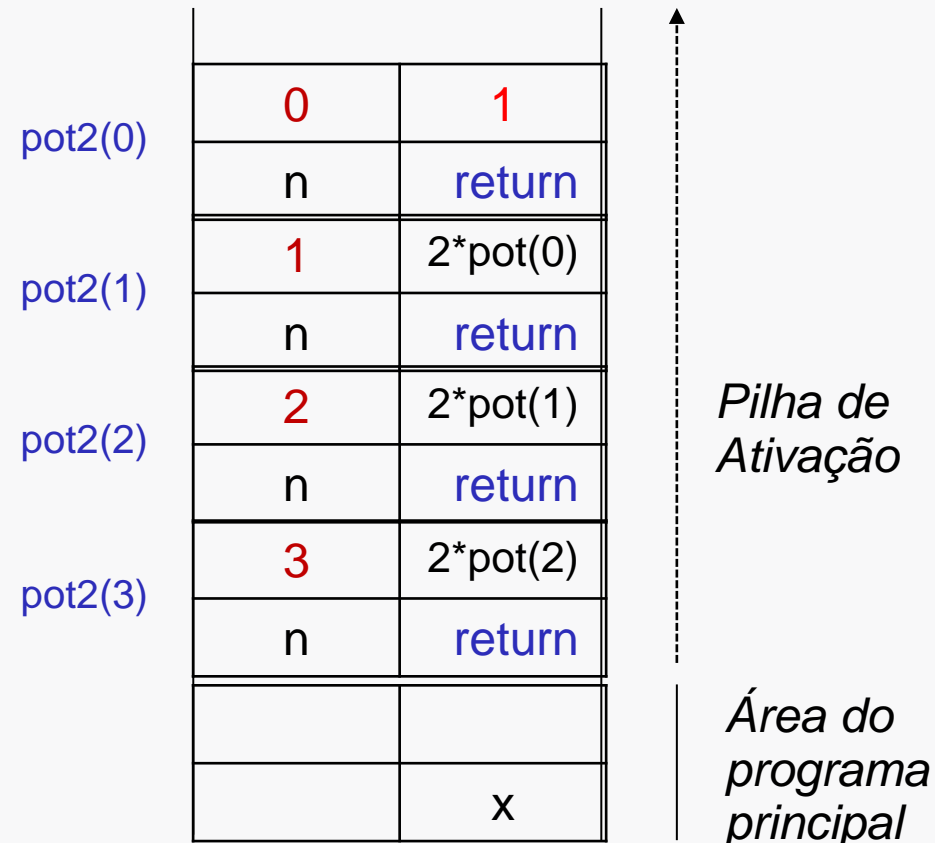 pot2(0)
0 1
n return
pot2(1)
1 2*pot(0)
n return
pot2(2)
2 2*pot(1)
n return
pot2(3)
3 2*pot(2)
n return
Pilha de
Ativação
x
Área do
programa
principal